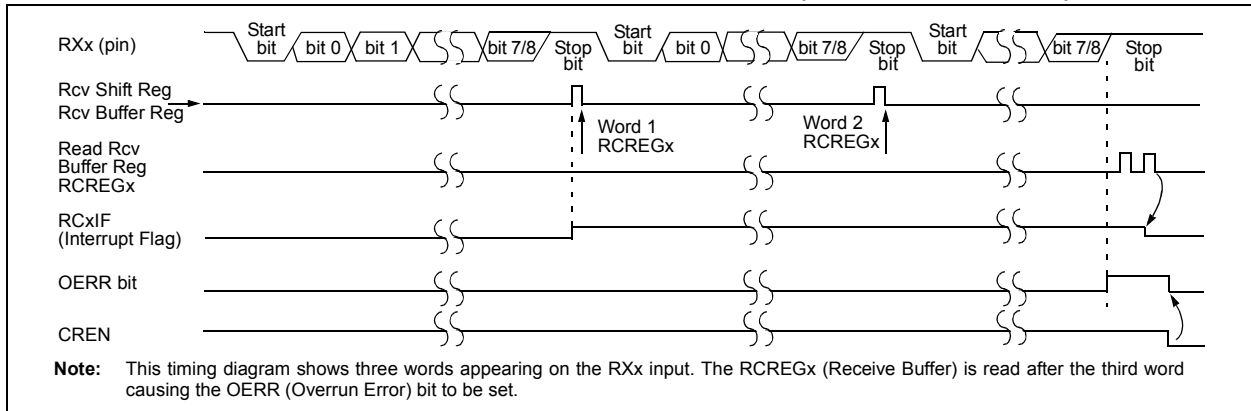 RXx (pin)
Start bit
bit 0
bit 1
bit 7/8
Stop bit
Start bit
bit 0
bit 7/8
Stop bit
Start bit
bit 7/8
Stop bit
Rcv Shift Reg
Rcv Buffer Reg
Word 1
RCREGx
Word 2
RCREGx
Read Rcv
Buffer Reg
RCREGx
RCxIF
(Interrupt Flag)
OERR bit
CREN
Note: This timing diagram shows three words appearing on the RXx input. The RCREGx (Receive Buffer) is read after the third word
causing the OERR (Overrun Error) bit to be set.